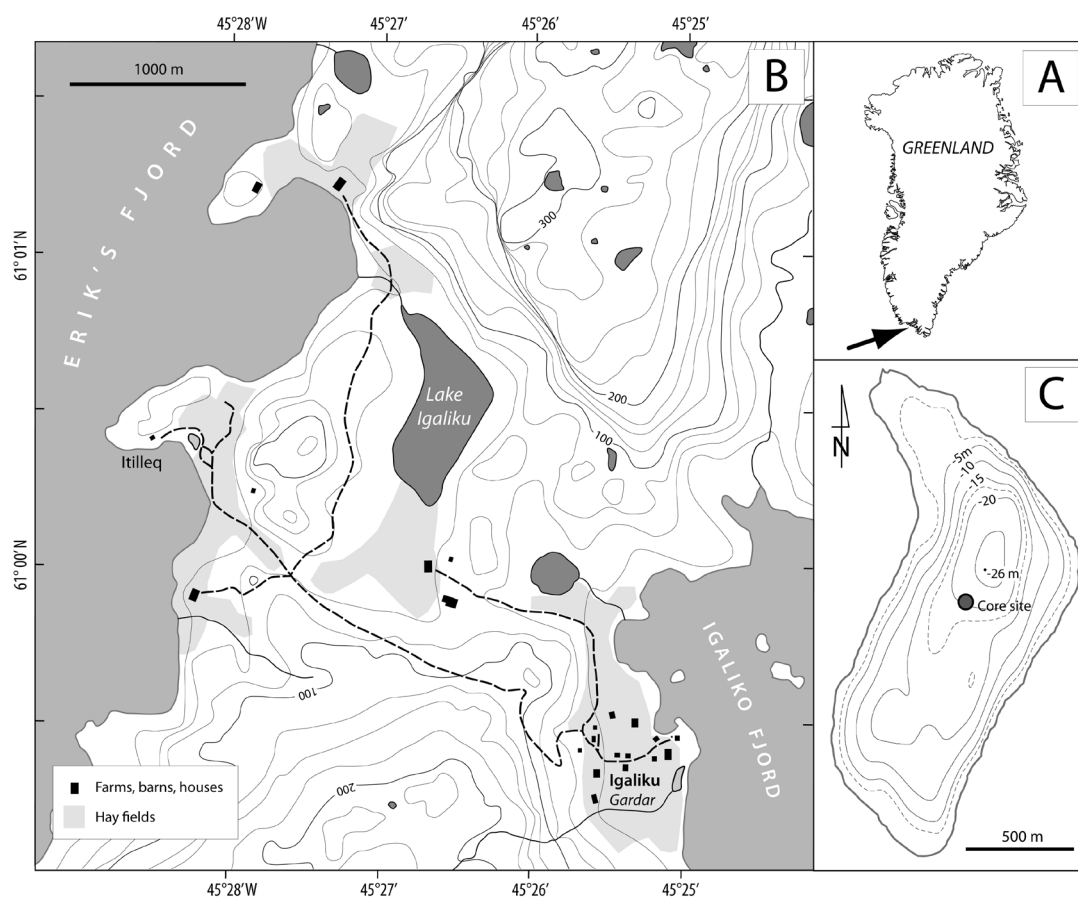 45°28'W
45°27'
45°26'
45°25'
1000 m
B
A
GREENLAND
ERIK'S FJORD
300
61°01'N
200
100
Lake
Igaliku
Itilleq
C
N
-5m
-10
-15
-20
-26 m
Core site
61°00'N
IGALIKO FJORD
100
200
Igaliku
Gardar
Farms, barns, houses
Hay fields
500 m
45°28'W
45°27'
45°26'
45°25'